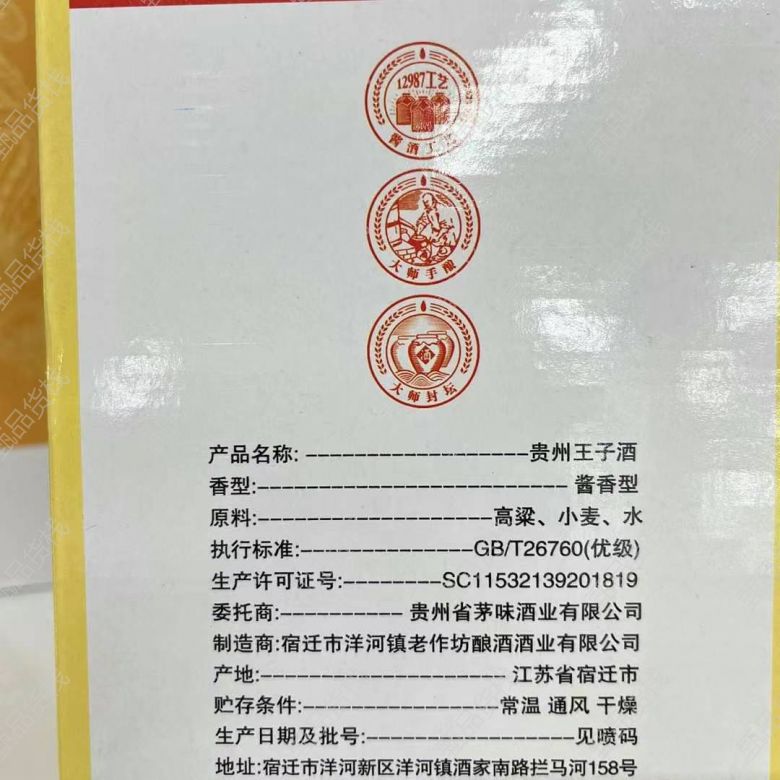 12987工艺
酱酒工艺
大师手酿
酒
大师封坛
产品名称: ------------------贵州王子酒
香型:-------------------------- 酱香型
原料:--------------------高粱、小麦、水
执行标准:--------------GB/T26760(优级)
生产许可证号:--------SC11532139201819
委托商:---------- 贵州省茅味酒业有限公司
制造商:宿迁市洋河镇老作坊酿酒酒业有限公司
产地:-------------------- 江苏省宿迁市
贮存条件:----------------常温 通风 干燥
生产日期及批号:-----------------见喷码
地址:宿迁市洋河新区洋河镇酒家南路拦马河158号
甄品货栈